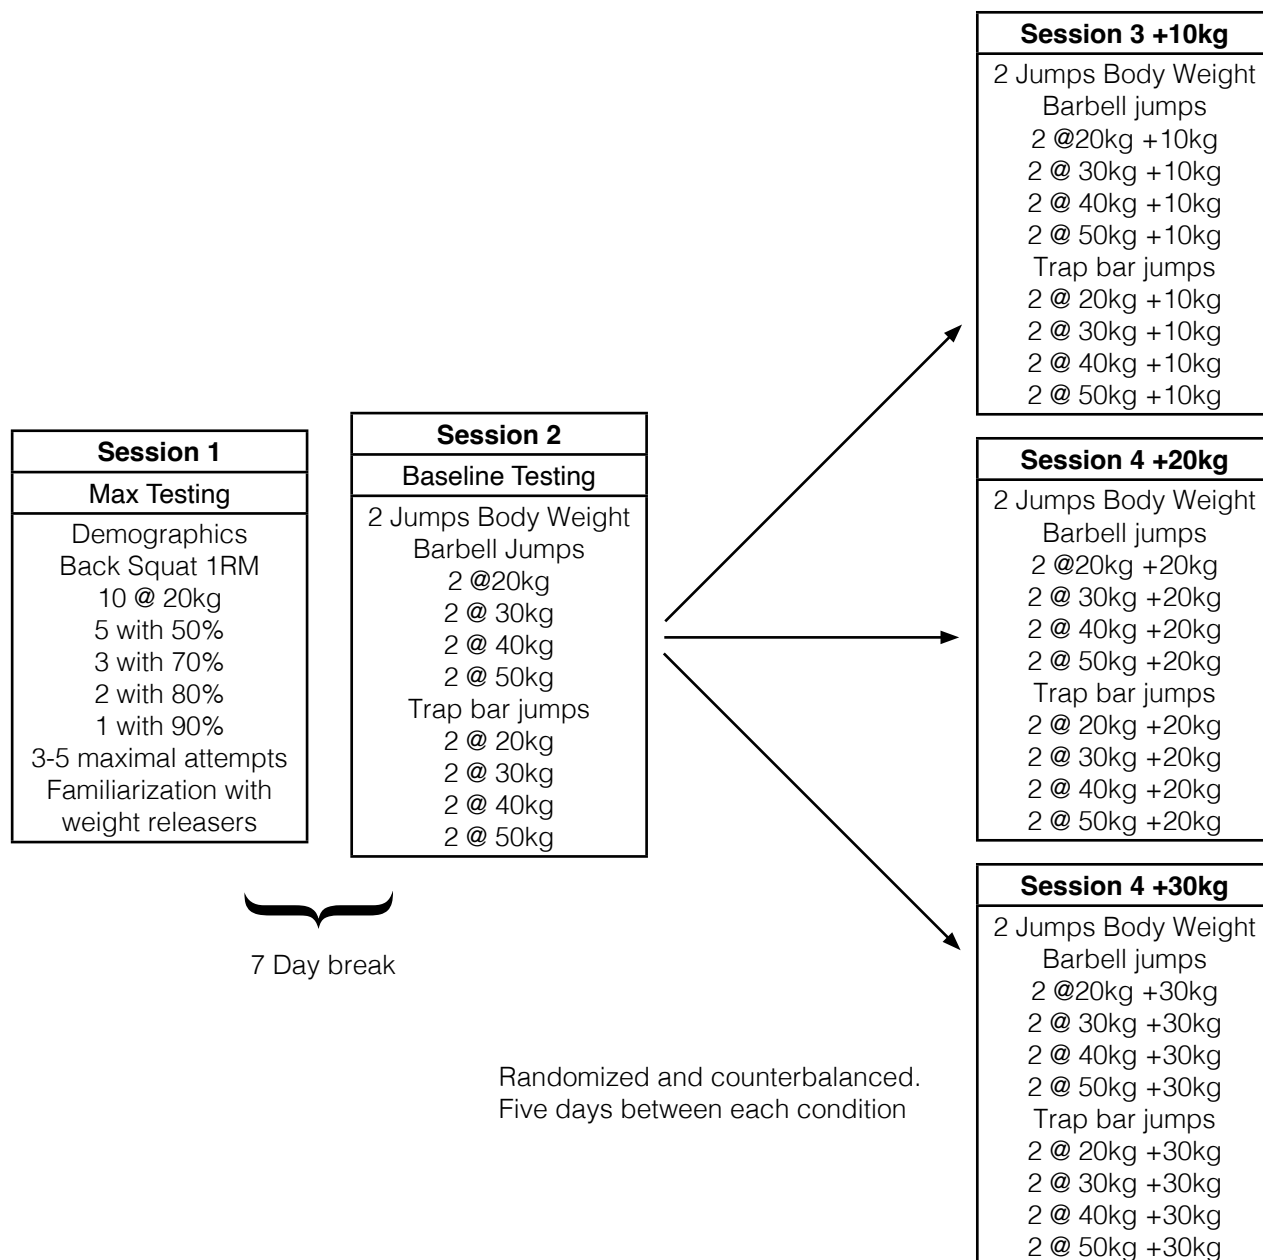 Session 1
Max Testing
Demographics
Back Squat 1RM
10 @ 20kg
5 with 50%
3 with 70%
2 with 80%
1 with 90%
3-5 maximal attempts
Familiarization with
weight releasers
7 Day break
Session 2
Baseline Testing
2 Jumps Body Weight
Barbell Jumps
2 @20kg
2 @ 30kg
2 @ 40kg
2 @ 50kg
Trap bar jumps
2 @ 20kg
2 @ 30kg
2 @ 40kg
2 @ 50kg
Randomized and counterbalanced.
Five days between each condition
Session 3 +10kg
2 Jumps Body Weight
Barbell jumps
2 @20kg +10kg
2 @ 30kg +10kg
2 @ 40kg +10kg
2 @ 50kg +10kg
Trap bar jumps
2 @ 20kg +10kg
2 @ 30kg +10kg
2 @ 40kg +10kg
2 @ 50kg +10kg
Session 4 +20kg
2 Jumps Body Weight
Barbell jumps
2 @20kg +20kg
2 @ 30kg +20kg
2 @ 40kg +20kg
2 @ 50kg +20kg
Trap bar jumps
2 @ 20kg +20kg
2 @ 30kg +20kg
2 @ 40kg +20kg
2 @ 50kg +20kg
Session 4 +30kg
2 Jumps Body Weight
Barbell jumps
2 @20kg +30kg
2 @ 30kg +30kg
2 @ 40kg +30kg
2 @ 50kg +30kg
Trap bar jumps
2 @ 20kg +30kg
2 @ 30kg +30kg
2 @ 40kg +30kg
2 @ 50kg +30kg